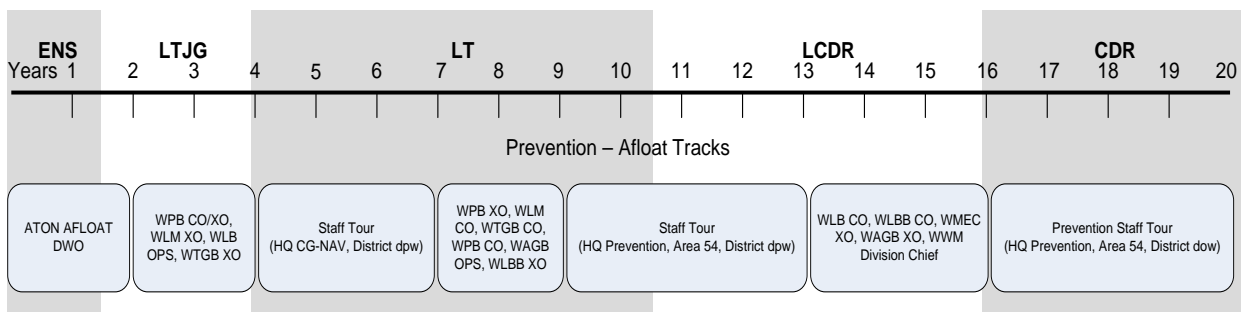 ENS LTJG LT LCDR CDR
Years 1 2 3 4 5 6 7 8 9 10 11 12 13 14 15 16 17 18 19 20
Prevention – Afloat Tracks
ATON AFLOAT
DWO
WPB CO/XO,
WLM XO, WLB
OPS, WTGB XO
Staff Tour
(HQ CG-NAV, District dpw)
WPB XO, WLM
CO, WTGB CO,
WPB CO, WAGB
OPS, WLBB XO
Staff Tour
(HQ Prevention, Area 54, District dpw)
WLB CO, WLBB CO, WMEC
XO, WAGB XO, WWM
Division Chief
Prevention Staff Tour
(HQ Prevention, Area 54, District dow)